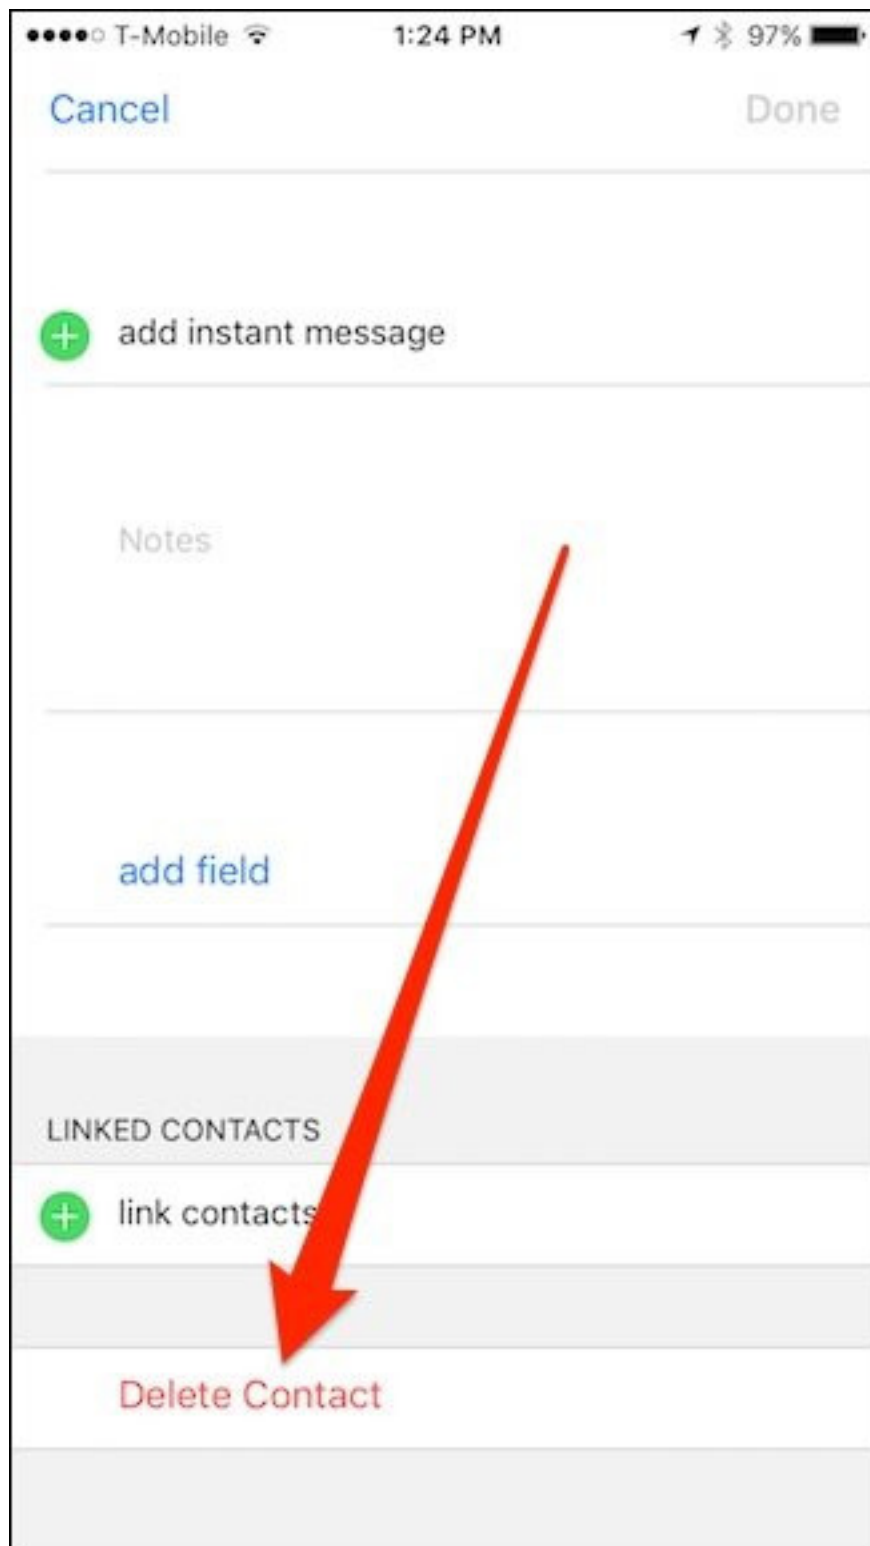 T-Mobile 1:24 PM 97%
Cancel Done
add instant message
Notes
add field
LINKED CONTACTS
link contacts
Delete Contact